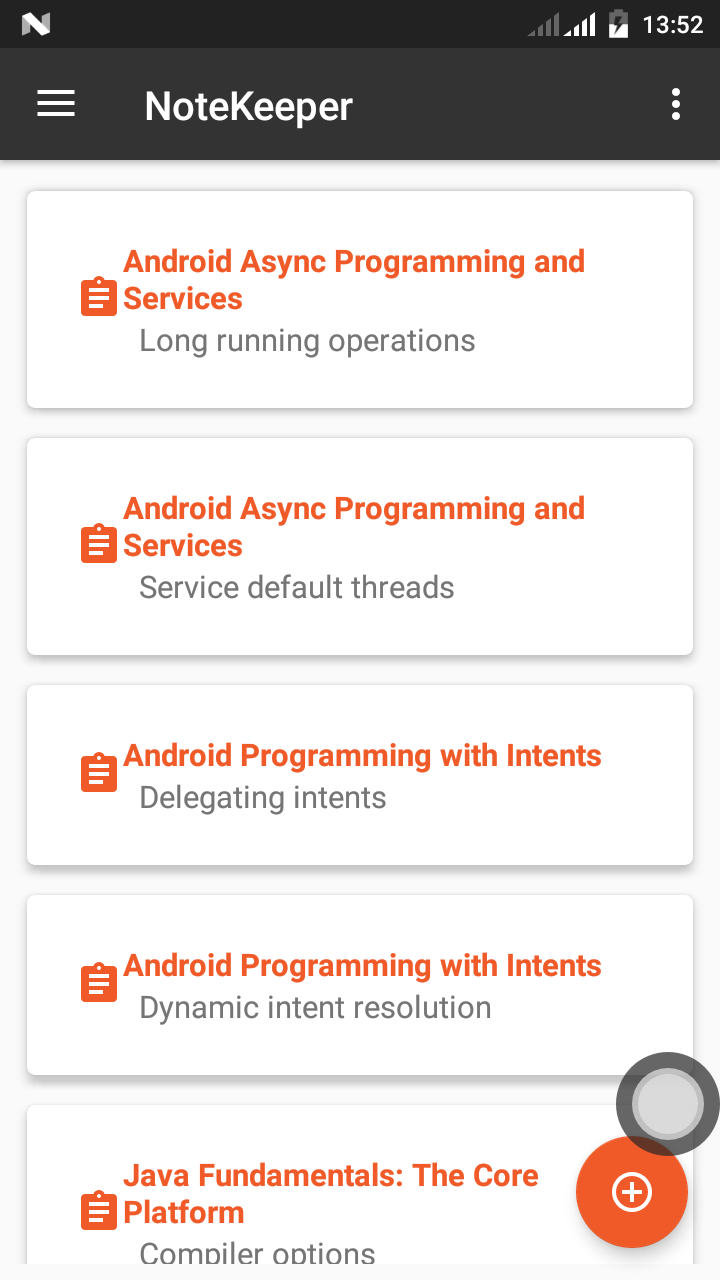 13:52
NoteKeeper
Android Async Programming and
Services
Long running operations
Android Async Programming and
Services
Service default threads
Android Programming with Intents
Delegating intents
Android Programming with Intents
Dynamic intent resolution
Java Fundamentals: The Core
Platform
Compiler options